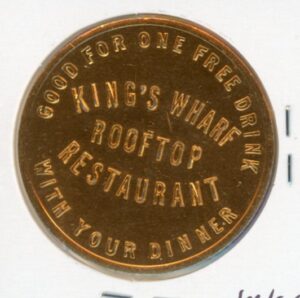 GOOD FOR ONE FREE DRINK
KING'S WHARF
ROOFTOP
RESTAURANT
WITH YOUR DINNER